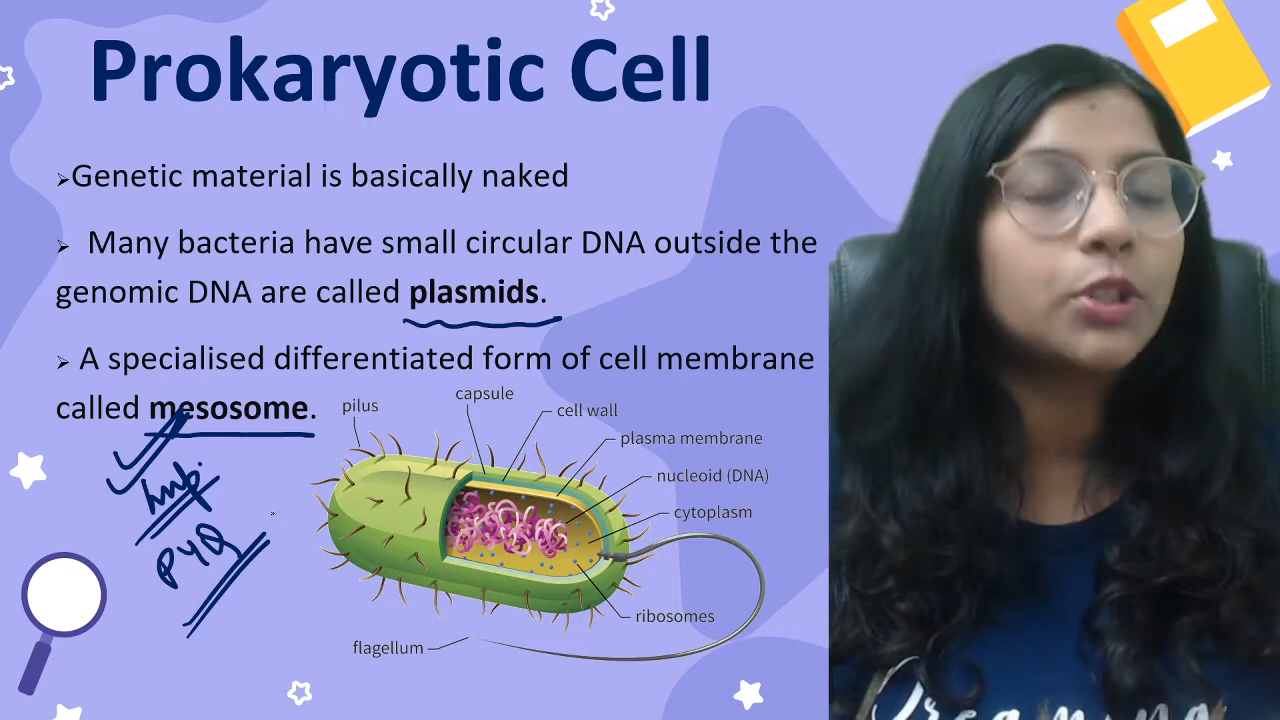 Prokaryotic Cell
➢Genetic material is basically naked
➢ Many bacteria have small circular DNA outside the
genomic DNA are called plasmids.
➢ A specialised differentiated form of cell membrane
called mesosome.
pilus
capsule
cell wall
plasma membrane
nucleoid (DNA)
cytoplasm
ribosomes
flagellum
Imp.
PYQ